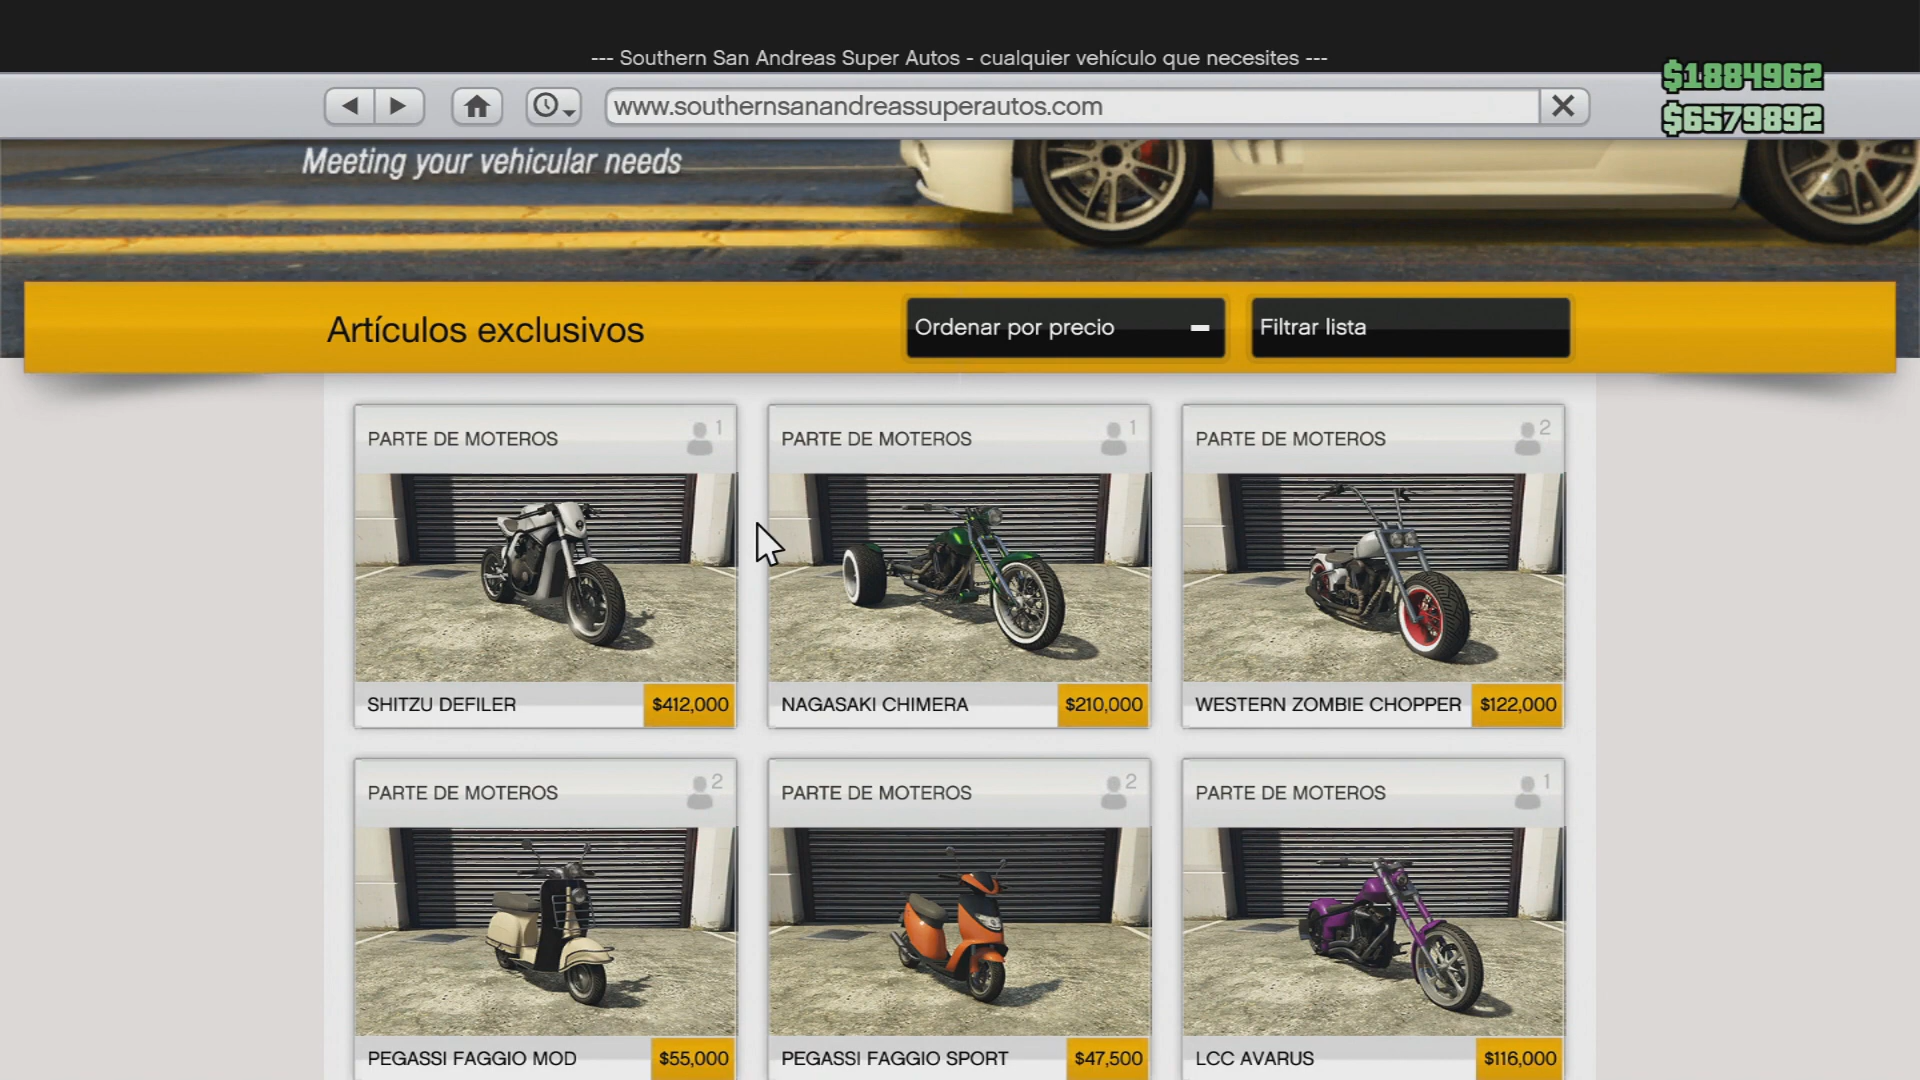 --- Southern San Andreas Super Autos - cualquier vehículo que necesites ---
www.southernsanandreassuperautos.com
$1884962
$6579892
Meeting your vehicular needs
Artículos exclusivos
Ordenar por precio
Filtrar lista
PARTE DE MOTEROS 1
PARTE DE MOTEROS 1
PARTE DE MOTEROS 2
SHITZU DEFILER $412,000
NAGASAKI CHIMERA $210,000
WESTERN ZOMBIE CHOPPER $122,000
PARTE DE MOTEROS 2
PARTE DE MOTEROS 2
PARTE DE MOTEROS 1
PEGASSI FAGGIO MOD $55,000
PEGASSI FAGGIO SPORT $47,500
LCC AVARUS $116,000